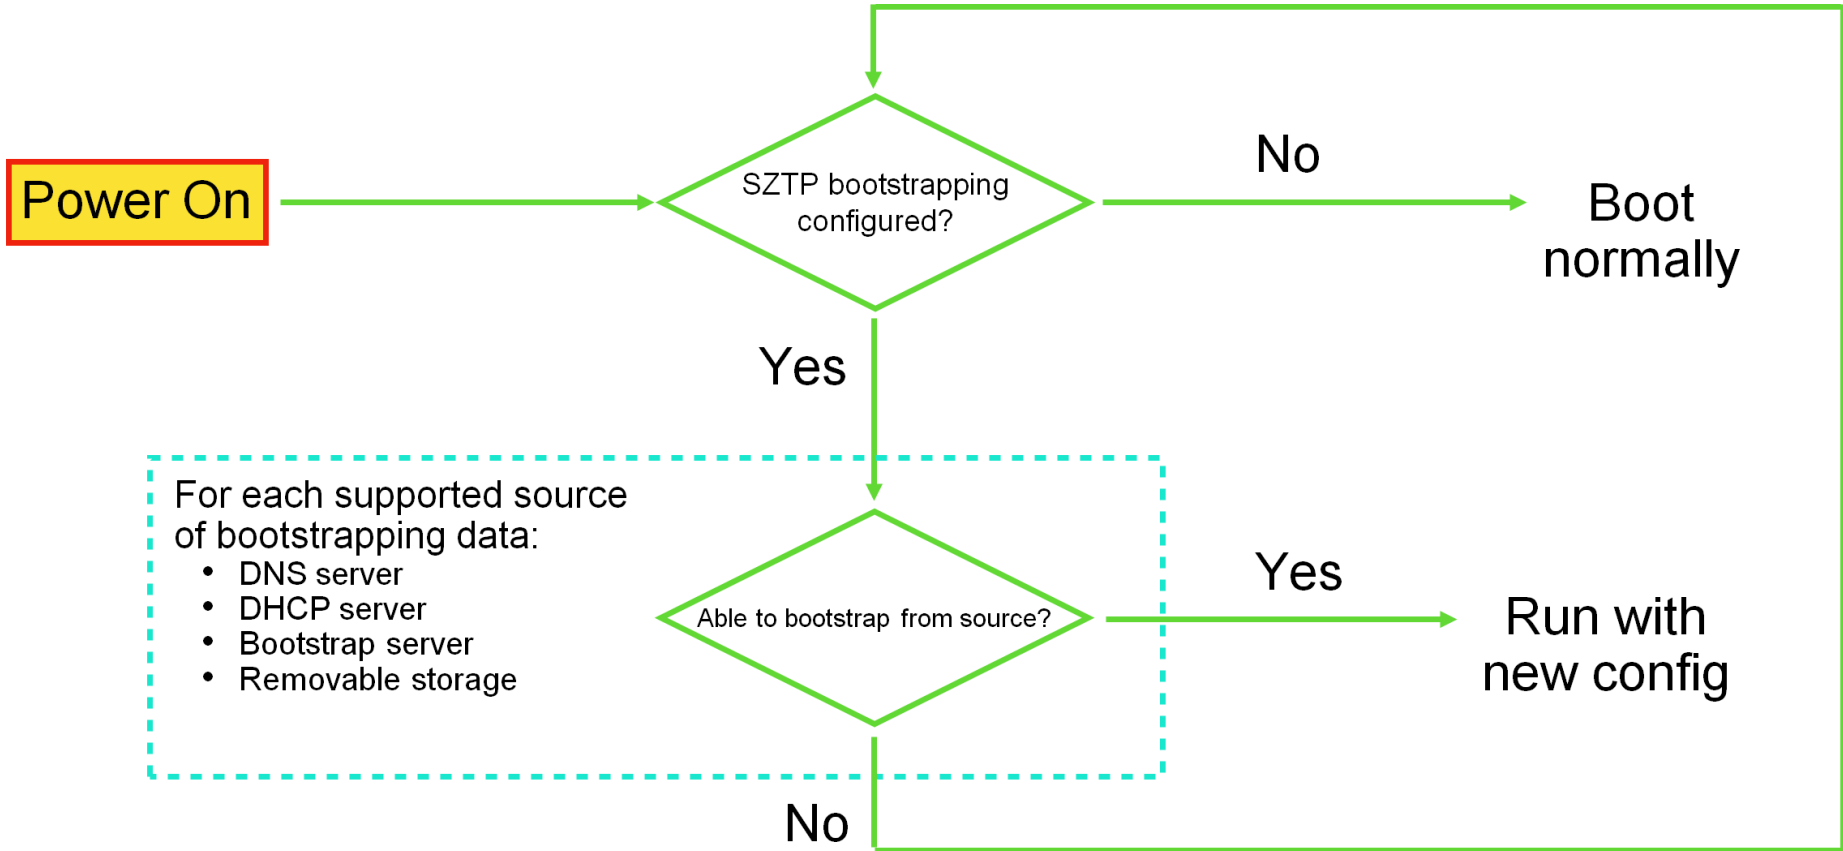 Power On
SZTP bootstrapping
configured?
No
Boot
normally
Yes
For each supported source
of bootstrapping data:
• DNS server
• DHCP server
• Bootstrap server
• Removable storage
Able to bootstrap from source?
Yes
Run with
new config
No